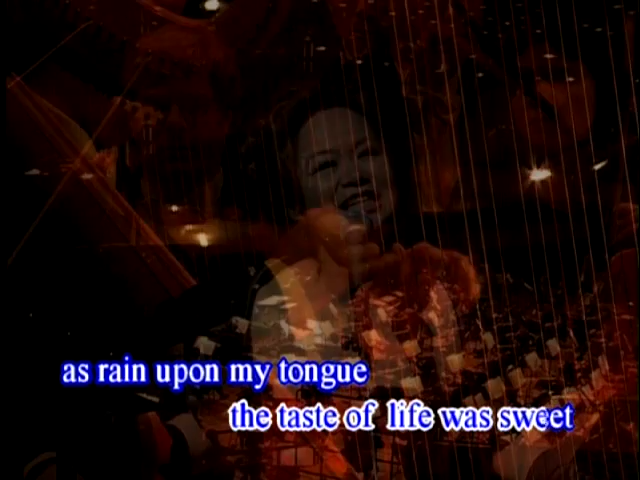 as rain upon my tongue
the taste of life was sweet